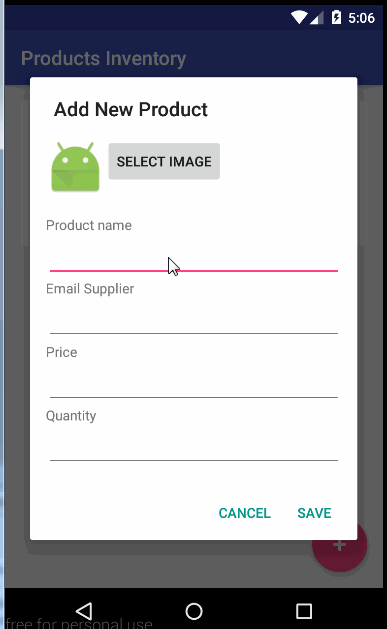 5:06
Products Inventory
Add New Product
SELECT IMAGE
Product name
Email Supplier
Price
Quantity
CANCEL SAVE
+
free for personal use